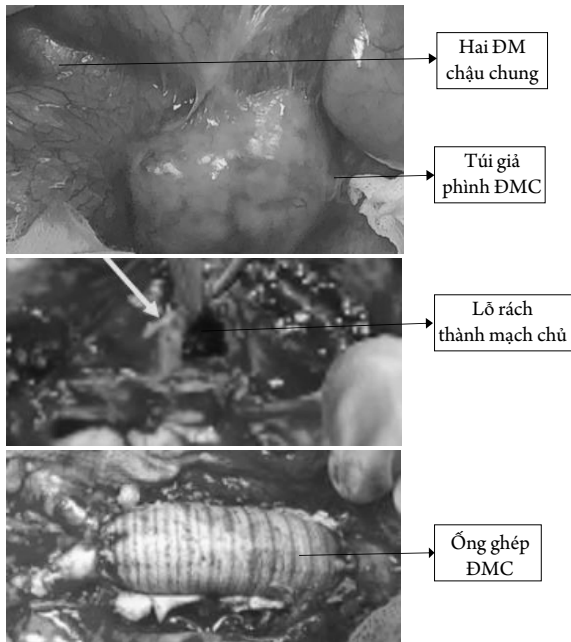 Hai ĐM
chậu chung
Túi giả
phình ĐMC
Lỗ rách
thành mạch chủ
Ống ghép
ĐMC